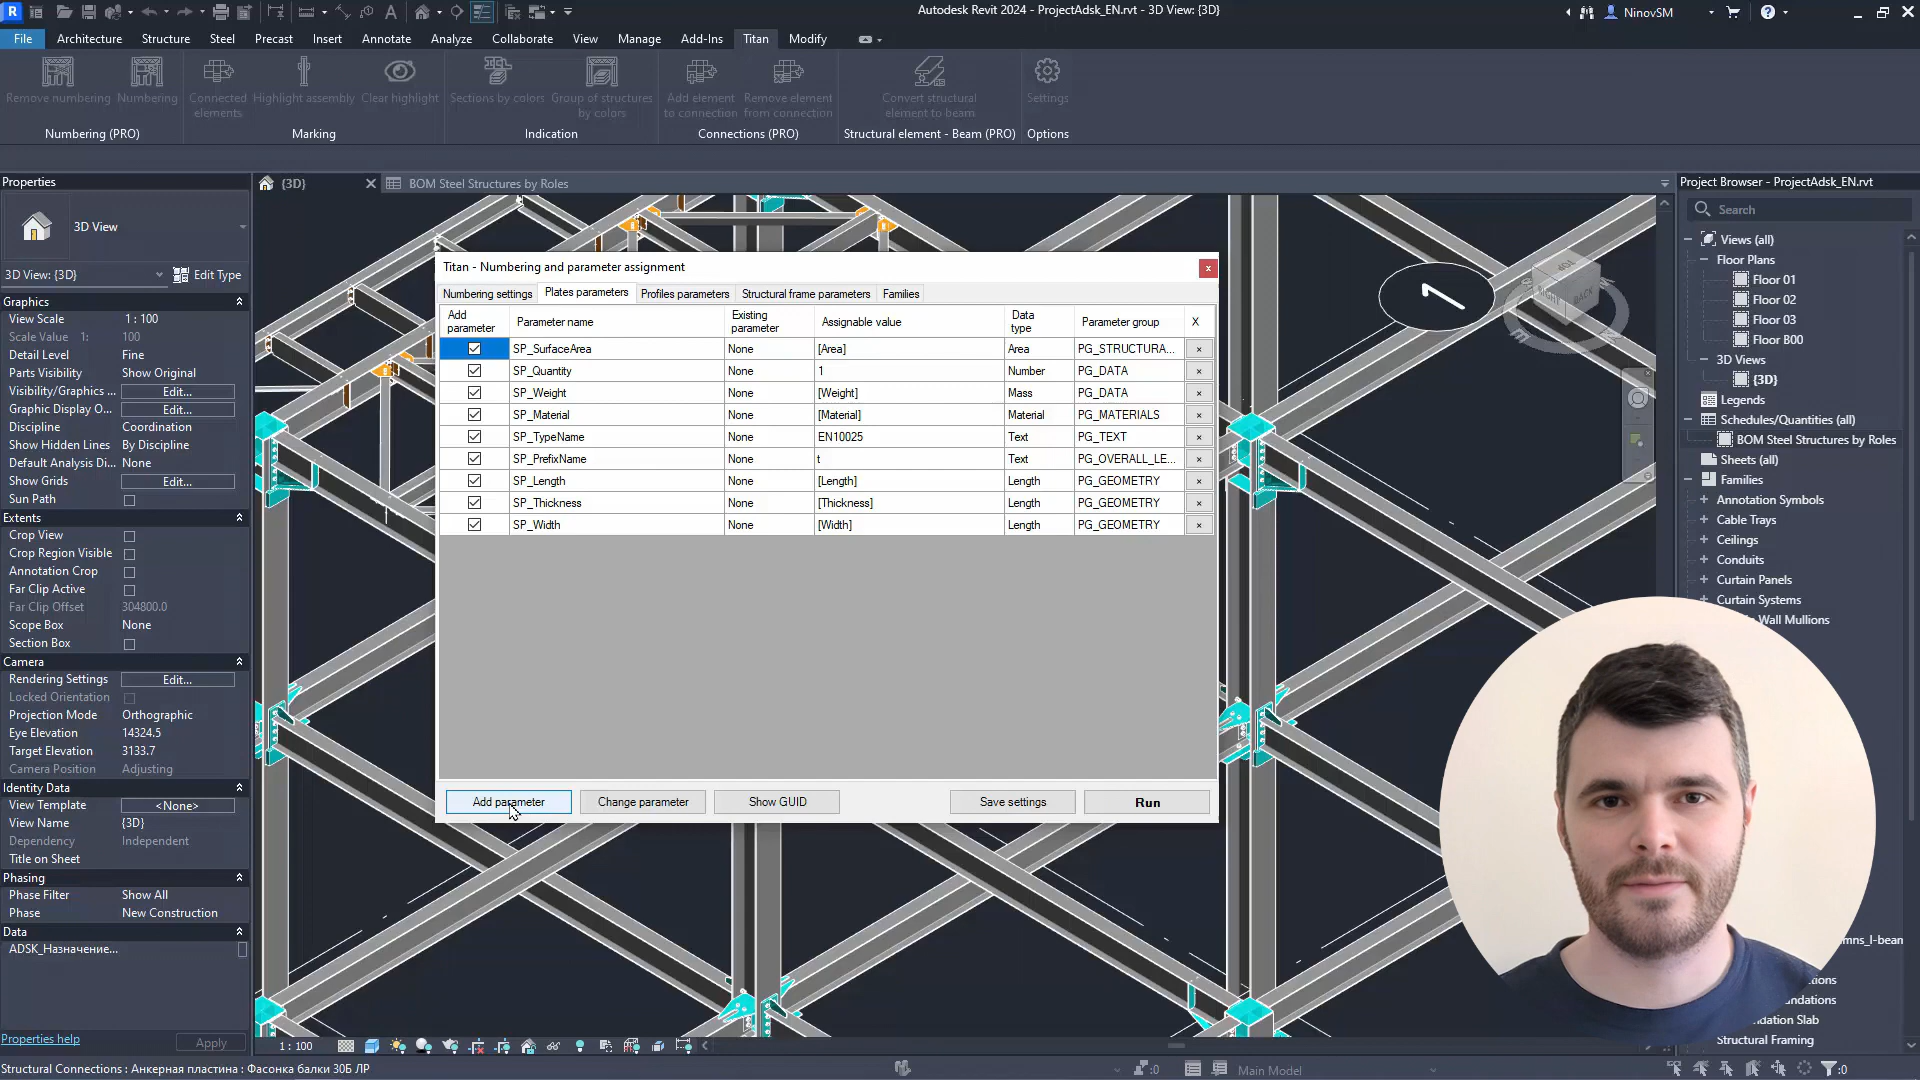 Autodesk Revit 2024 - ProjectAdsk_EN.rvt - 3D View: {3D}
NinovSM
File Architecture Structure Steel Precast Insert Annotate Analyze Collaborate View Manage Add-Ins Titan Modify
Remove numbering Numbering
Connected elements Highlight assembly Clear highlight
Sections by colors Group of structures by colors
Add element to connection Remove element from connection
Convert structural element to beam
Settings
Numbering (PRO) Marking Indication Connections (PRO) Structural element - Beam (PRO) Options
Properties
{3D}
BOM Steel Structures by Roles
Project Browser - ProjectAdsk_EN.rvt
3D View
3D View: {3D} Edit Type
Graphics
View Scale 1 : 100
Scale Value 1: 100
Detail Level Fine
Parts Visibility Show Original
Visibility/Graphics ... Edit...
Graphic Display O... Edit...
Discipline Coordination
Show Hidden Lines By Discipline
Default Analysis Di... None
Show Grids Edit...
Sun Path
Extents
Crop View
Crop Region Visible
Annotation Crop
Far Clip Active
Far Clip Offset 304800.0
Scope Box None
Section Box
Camera
Rendering Settings Edit...
Locked Orientation
Projection Mode Orthographic
Eye Elevation 14324.5
Target Elevation 3133.7
Camera Position Adjusting
Identity Data
View Template <None>
View Name {3D}
Dependency Independent
Title on Sheet
Phasing
Phase Filter Show All
Phase New Construction
Data
ADSK_Назначение...
Properties help Apply
Titan - Numbering and parameter assignment
x
Numbering settings Plates parameters Profiles parameters Structural frame parameters Families
Add parameter Parameter name Existing parameter Assignable value Data type Parameter group X
SP_SurfaceArea None [Area] Area PG_STRUCTURA... ×
SP_Quantity None 1 Number PG_DATA ×
SP_Weight None [Weight] Mass PG_DATA ×
SP_Material None [Material] Material PG_MATERIALS ×
SP_TypeName None EN10025 Text PG_TEXT ×
SP_PrefixName None t Text PG_OVERALL_LE... ×
SP_Length None [Length] Length PG_GEOMETRY ×
SP_Thickness None [Thickness] Length PG_GEOMETRY ×
SP_Width None [Width] Length PG_GEOMETRY ×
Add parameter Change parameter Show GUID Save settings Run
1
TOP
RIGHT BACK
Search
Views (all)
Floor Plans
Floor 01
Floor 02
Floor 03
Floor B00
3D Views
{3D}
Legends
Schedules/Quantities (all)
BOM Steel Structures by Roles
Sheets (all)
Families
Annotation Symbols
Cable Trays
Ceilings
Conduits
Curtain Panels
Curtain Systems
Wall Mullions
mns_I-beam
ctions
undations
ndation Slab
Structural Framing
1 : 100
Structural Connections : Анкерная пластина : Фасонка балки 30Б ЛР
:0
Main Model
:0